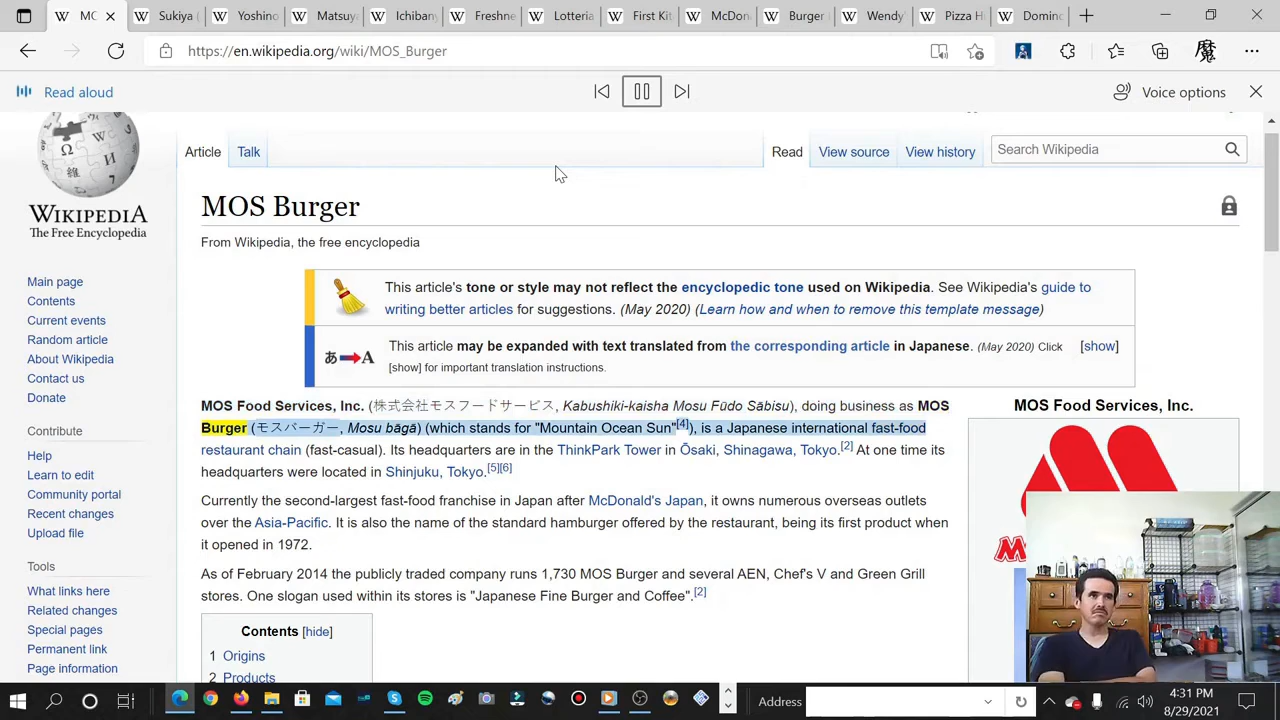 MC
Sukiya (
Yoshino
Matsuya
Ichiban
Freshne
Lotteria
First Kit
McDon
Burger
Wendy'
Pizza H
Domino
https://en.wikipedia.org/wiki/MOS_Burger
魔
Read aloud
Voice options
Article
Talk
Read
View source
View history
Search Wikipedia
WIKIPEDIA
The Free Encyclopedia
Main page
Contents
Current events
Random article
About Wikipedia
Contact us
Donate
Contribute
Help
Learn to edit
Community portal
Recent changes
Upload file
Tools
What links here
Related changes
Special pages
Permanent link
Page information
MOS Burger
From Wikipedia, the free encyclopedia
This article's tone or style may not reflect the encyclopedic tone used on Wikipedia. See Wikipedia's guide to
writing better articles for suggestions. (May 2020) (Learn how and when to remove this template message)
あ A
This article may be expanded with text translated from the corresponding article in Japanese. (May 2020) Click [show]
[show] for important translation instructions.
MOS Food Services, Inc. (株式会社モスフードサービス, Kabushiki-kaisha Mosu Fūdo Sābisu), doing business as MOS
Burger (モスバーガー, Mosu bāgā) (which stands for "Mountain Ocean Sun"[4]), is a Japanese international fast-food
restaurant chain (fast-casual). Its headquarters are in the ThinkPark Tower in Ōsaki, Shinagawa, Tokyo.[2] At one time its
headquarters were located in Shinjuku, Tokyo.[5][6]
Currently the second-largest fast-food franchise in Japan after McDonald's Japan, it owns numerous overseas outlets
over the Asia-Pacific. It is also the name of the standard hamburger offered by the restaurant, being its first product when
it opened in 1972.
As of February 2014 the publicly traded company runs 1,730 MOS Burger and several AEN, Chef's V and Green Grill
stores. One slogan used within its stores is "Japanese Fine Burger and Coffee".[2]
Contents [hide]
1 Origins
2 Products
MOS Food Services, Inc.
Address
4:31 PM
8/29/2021